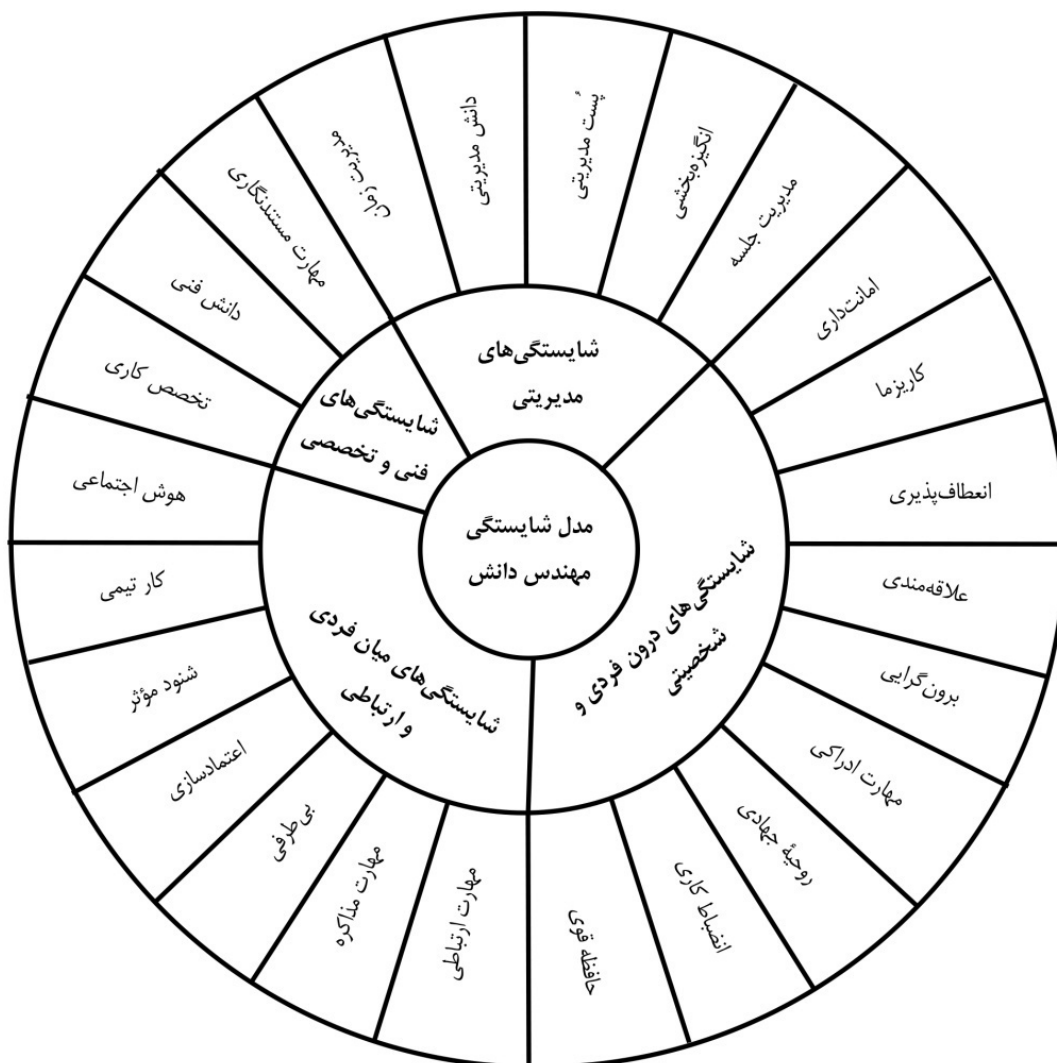 مدل شایستگی
مهندس دانش
شایستگی‌های
مدیریتی
شایستگی‌های درون فردی و
شخصیتی
شایستگی‌های میان فردی
و ارتباطی
شایستگی‌های
فنی و تخصصی
مدیریت زمان
دانش مدیریتی
پُست مدیریتی
انگیزه‌بخشی
مدیریت جلسه
امانت‌داری
کاریزما
انعطاف‌پذیری
علاقه‌مندی
برون‌گرایی
مهارت ادراکی
روحیۀ جهادی
انضباط کاری
حافظه قوی
مهارت ارتباطی
مهارت مذاکره
بی‌طرفی
اعتمادسازی
شنود مؤثر
کار تیمی
هوش اجتماعی
تخصص کاری
دانش فنی
مهارت مستندنگاری